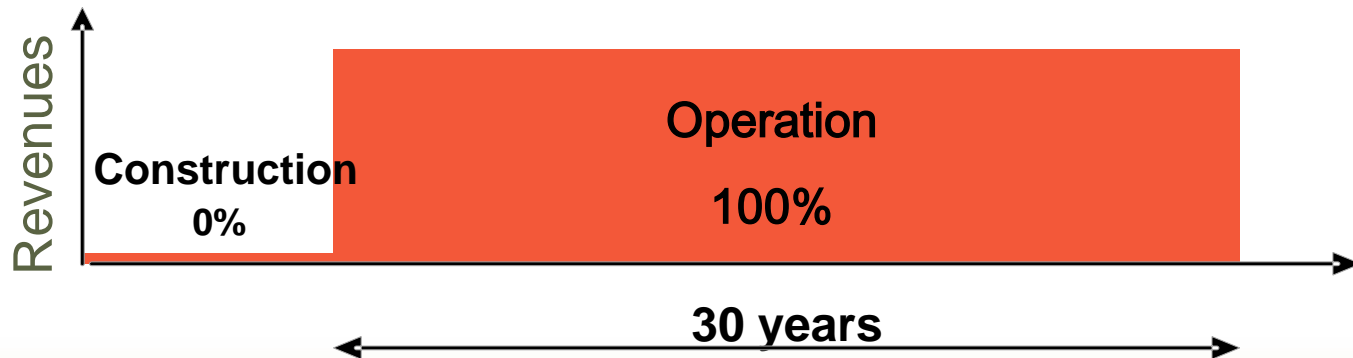 Revenues
Construction
0%
Operation
100%
30 years